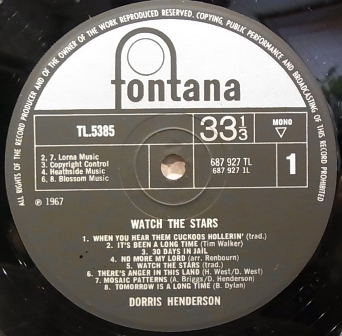 ALL RIGHTS OF THE RECORD PRODUCER AND OF THE OWNER OF THE WORK REPRODUCED RESERVED. COPYING, PUBLIC PERFORMANCE AND BROADCASTING OF THIS RECORD PROHIBITED
fontana
TL.5385
33 1/3
MONO
2, 7. Lorna Music
3. Copyright Control
4. Heathside Music
6, 8. Blossom Music
687 927 TL
687 927 1L
1
℗ 1967
WATCH THE STARS
1. WHEN YOU HEAR THEM CUCKOOS HOLLERIN' (trad.)
2. IT'S BEEN A LONG TIME (Tim Walker)
3. 30 DAYS IN JAIL
4. NO MORE MY LORD (arr. Renbourn)
5. WATCH THE STARS (trad.)
6. THERE'S ANGER IN THIS LAND (H. West/D. West)
7. MOSAIC PATTERNS (A. Briggs/D. Henderson)
8. TOMORROW IS A LONG TIME (B. Dylan)
DORRIS HENDERSON